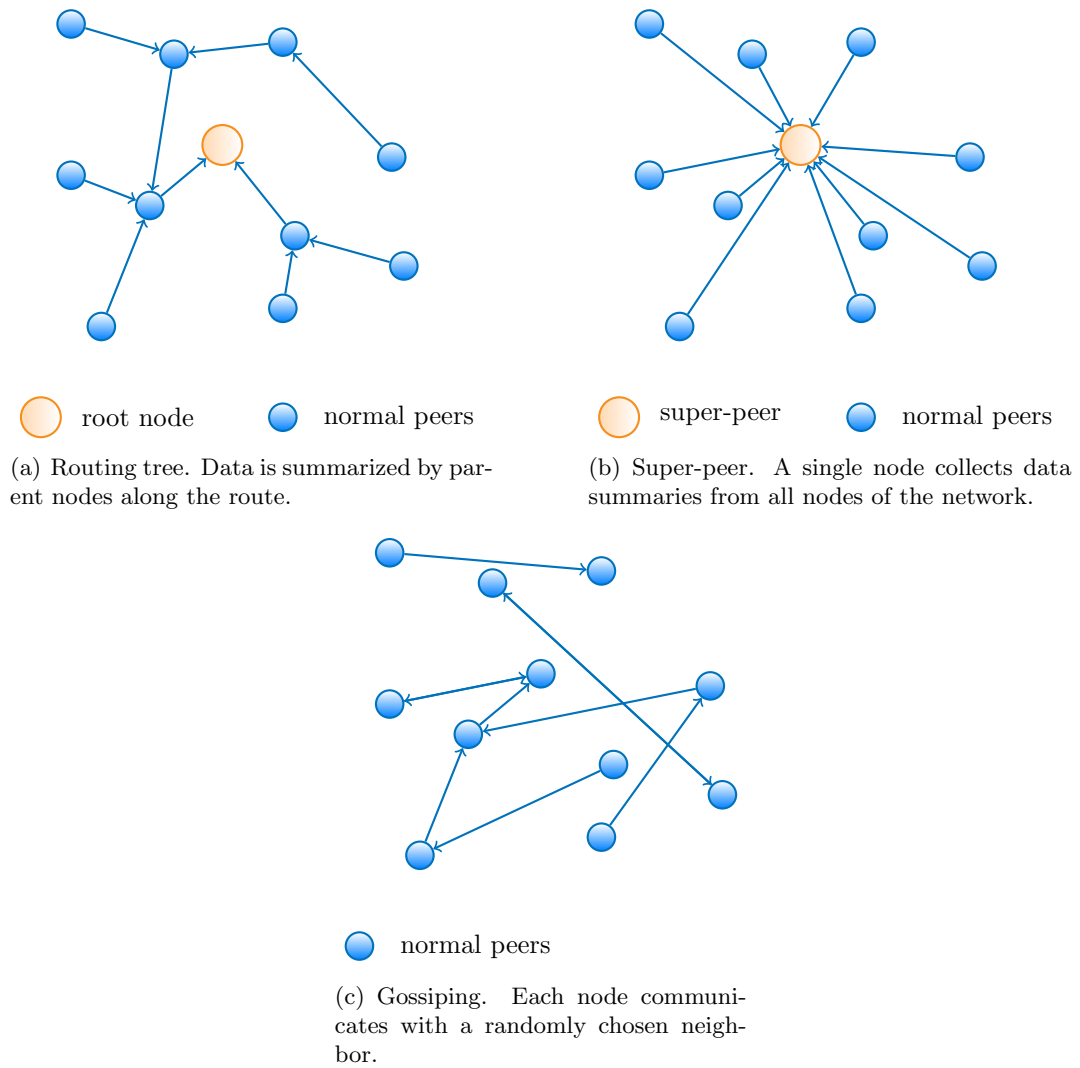 root node
normal peers
super-peer
normal peers
(a) Routing tree. Data is summarized by par-
ent nodes along the route.
(b) Super-peer. A single node collects data
summaries from all nodes of the network.
normal peers
(c) Gossiping. Each node communi-
cates with a randomly chosen neigh-
bor.